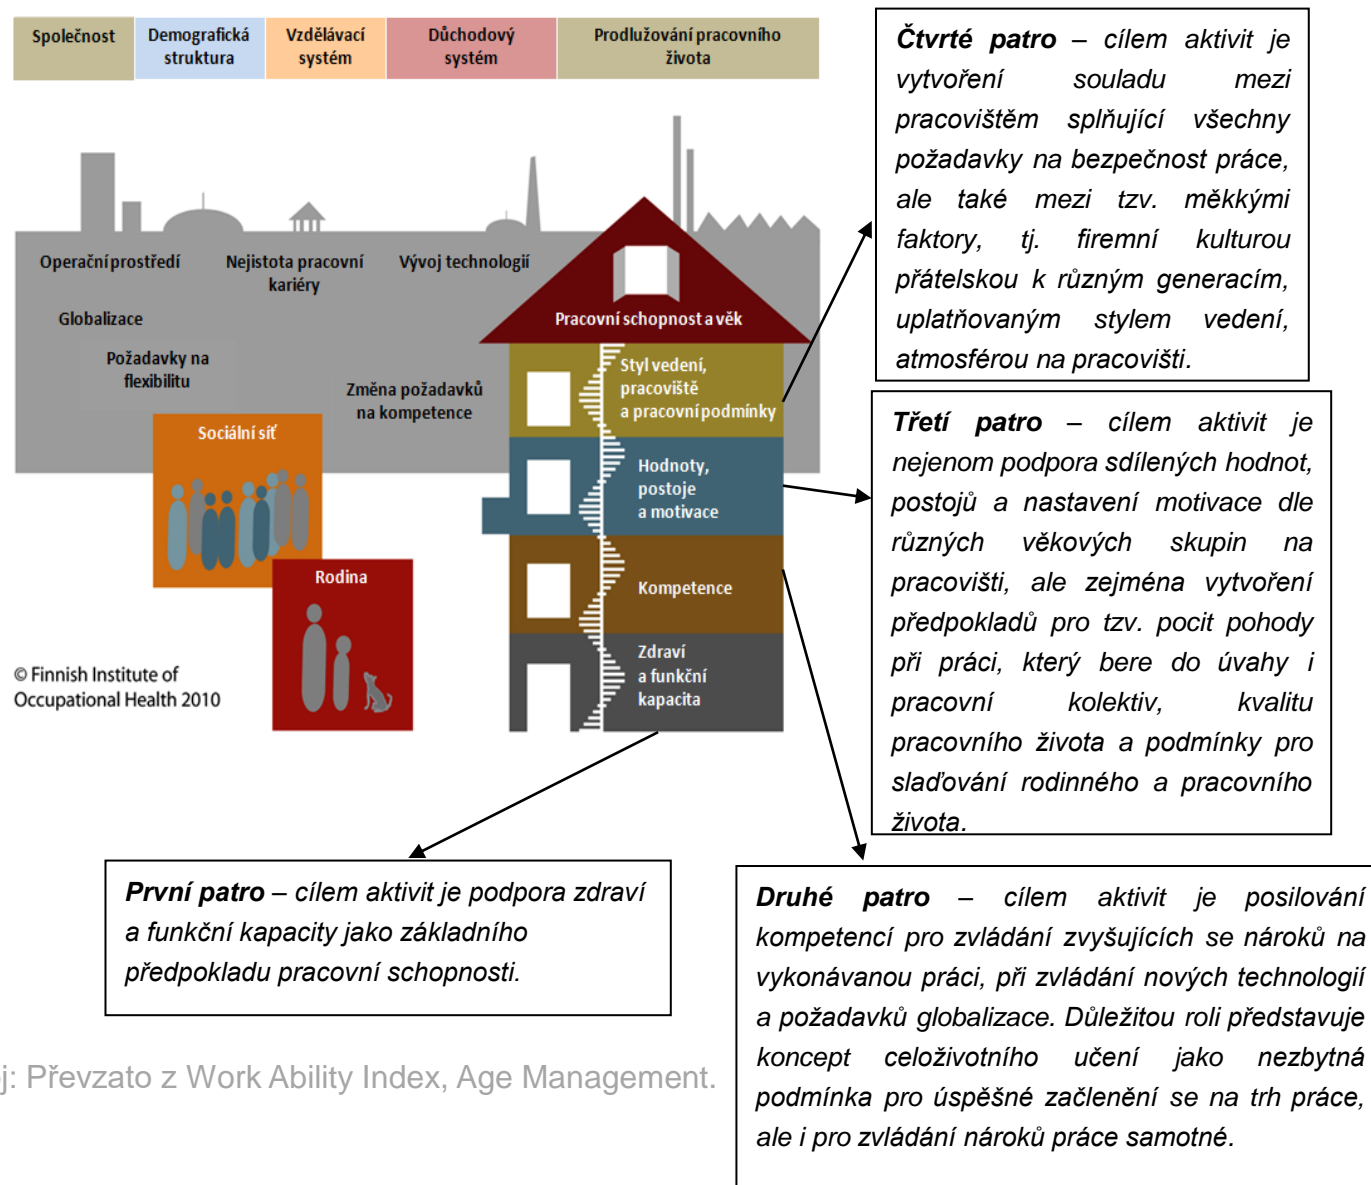 Společnost
Demografická
struktura
Vzdělávací
systém
Důchodový
systém
Prodlužování pracovního
života
Operační prostředí
Nejistota pracovní
kariéry
Vývoj technologií
Globalizace
Požadavky na
flexibilitu
Změna požadavků
na kompetence
Sociální síť
Rodina
© Finnish Institute of
Occupational Health 2010
Pracovní schopnost a věk
Styl vedení,
pracoviště
a pracovní podmínky
Hodnoty,
postoje
a motivace
Kompetence
Zdraví
a funkční
kapacita
Čtvrté patro – cílem aktivit je
vytvoření souladu mezi
pracovištěm splňující všechny
požadavky na bezpečnost práce,
ale také mezi tzv. měkkými
faktory, tj. firemní kulturou
přátelskou k různým generacím,
uplatňovaným stylem vedení,
atmosférou na pracovišti.
Třetí patro – cílem aktivit je
nejenom podpora sdílených hodnot,
postojů a nastavení motivace dle
různých věkových skupin na
pracovišti, ale zejména vytvoření
předpokladů pro tzv. pocit pohody
při práci, který bere do úvahy i
pracovní kolektiv, kvalitu
pracovního života a podmínky pro
slaďování rodinného a pracovního
života.
První patro – cílem aktivit je podpora zdraví
a funkční kapacity jako základního
předpokladu pracovní schopnosti.
Druhé patro – cílem aktivit je posilování
kompetencí pro zvládání zvyšujících se nároků na
vykonávanou práci, při zvládání nových technologií
a požadavků globalizace. Důležitou roli představuje
koncept celoživotního učení jako nezbytná
podmínka pro úspěšné začlenění se na trh práce,
ale i pro zvládání nároků práce samotné.
j: Převzato z Work Ability Index, Age Management.